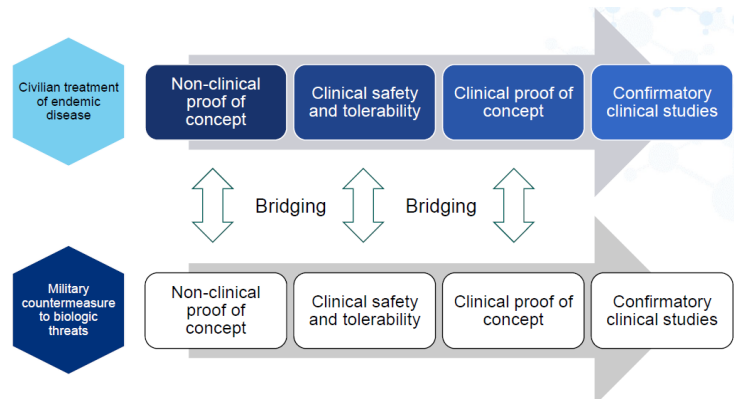 Civilian treatment
of endemic
disease
Non-clinical
proof of
concept
Clinical safety
and tolerability
Clinical proof of
concept
Confirmatory
clinical studies
Bridging
Bridging
Military
countermeasure
to biologic
threats
Non-clinical
proof of
concept
Clinical safety
and tolerability
Clinical proof of
concept
Confirmatory
clinical studies